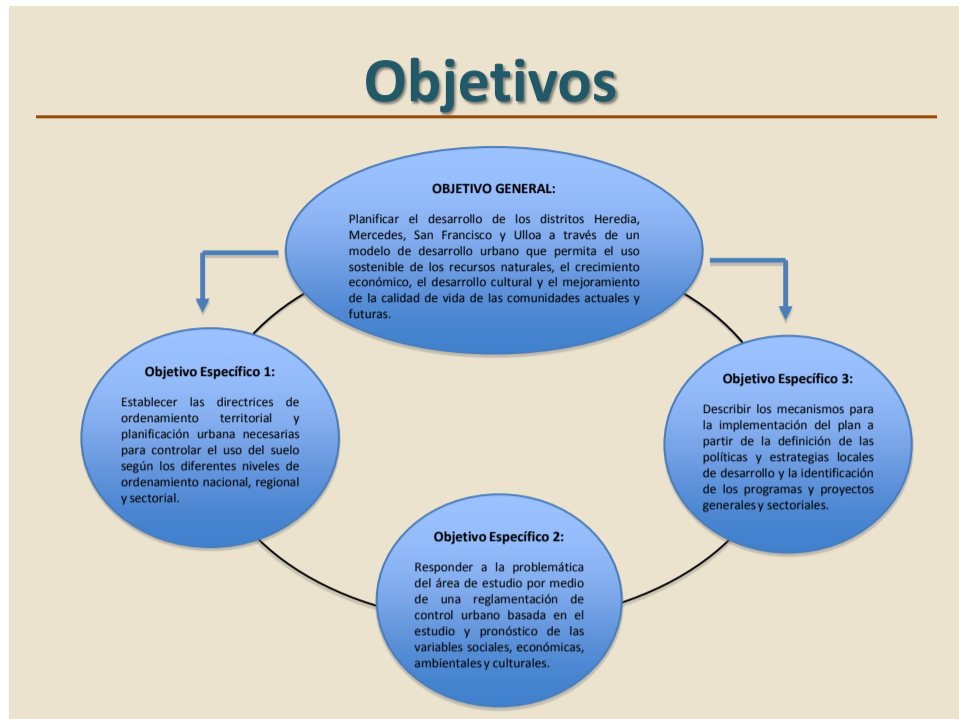 Objetivos
OBJETIVO GENERAL:
Planificar el desarrollo de los distritos Heredia,
Mercedes, San Francisco y Ulloa a través de un
modelo de desarrollo urbano que permita el uso
sostenible de los recursos naturales, el crecimiento
económico, el desarrollo cultural y el mejoramiento
de la calidad de vida de las comunidades actuales y
futuras.
Objetivo Específico 1:
Establecer las directrices de
ordenamiento territorial y
planificación urbana necesarias
para controlar el uso del suelo
según los diferentes niveles de
ordenamiento nacional, regional
y sectorial.
Objetivo Específico 2:
Responder a la problemática
del área de estudio por medio
de una reglamentación de
control urbano basada en el
estudio y pronóstico de las
variables sociales, económicas,
ambientales y culturales.
Objetivo Específico 3:
Describir los mecanismos para
la implementación del plan a
partir de la definición de las
políticas y estrategias locales
de desarrollo y la identificación
de los programas y proyectos
generales y sectoriales.